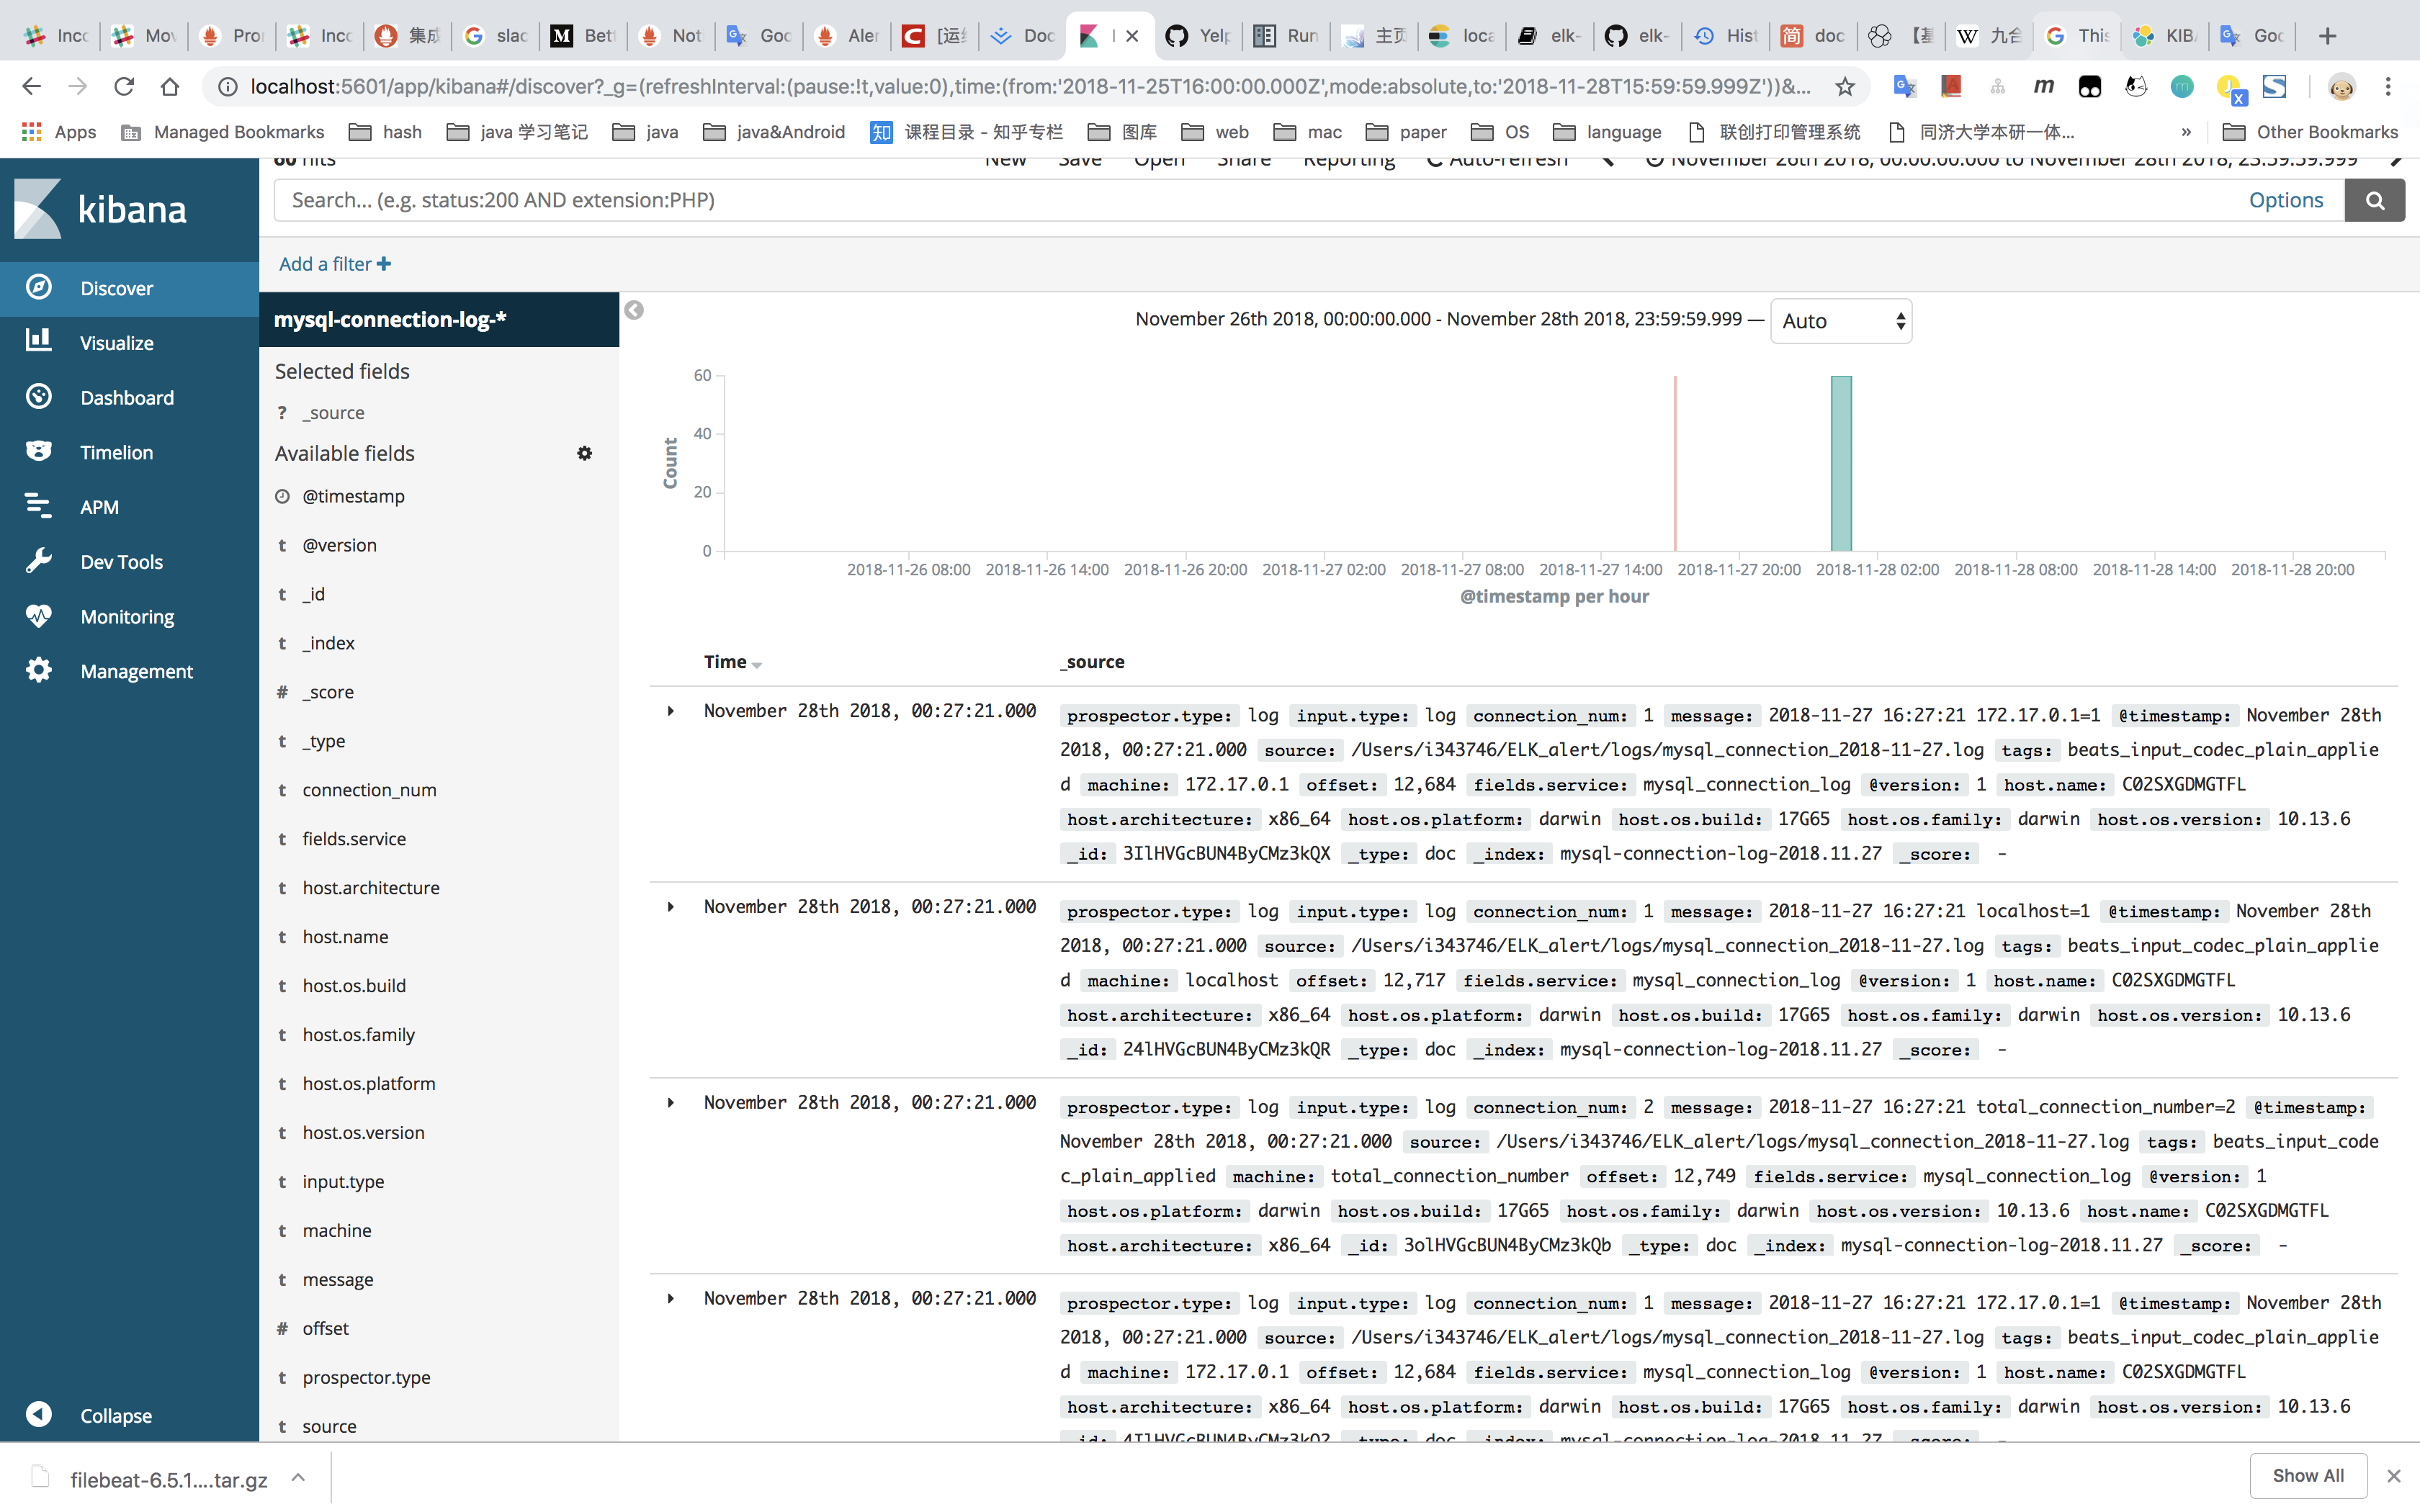 Inc
Mov
Pro
Inc
集成
slac
Bet
Not
Goo
Aler
[运
Doc
Yelp
Run
主页
loca
elk-
elk-
Hist
doc
【基
九合
This
KIB
Goo
localhost:5601/app/kibana#/discover?_g=(refreshInterval:(pause:!t,value:0),time:(from:'2018-11-25T16:00:00.000Z',mode:absolute,to:'2018-11-28T15:59:59.999Z'))&...
Apps Managed Bookmarks hash java 学习笔记 java java&Android 知 课程目录 - 知乎专栏 图库 web mac paper OS language 联创打印管理系统 同济大学本研一体... » Other Bookmarks
60 hits New Save Open Share Reporting Auto-refresh November 26th 2018, 00:00:00.000 to November 28th 2018, 23:59:59.999
kibana
Search... (e.g. status:200 AND extension:PHP) Options
Add a filter +
Discover
Visualize
Dashboard
Timelion
APM
Dev Tools
Monitoring
Management
Collapse
mysql-connection-log-*
Selected fields
? _source
Available fields
@timestamp
t @version
t _id
t _index
# _score
t _type
t connection_num
t fields.service
t host.architecture
t host.name
t host.os.build
t host.os.family
t host.os.platform
t host.os.version
t input.type
t machine
t message
# offset
t prospector.type
t source
November 26th 2018, 00:00:00.000 - November 28th 2018, 23:59:59.999 — Auto
Count
60
40
20
0
2018-11-26 08:00 2018-11-26 14:00 2018-11-26 20:00 2018-11-27 02:00 2018-11-27 08:00 2018-11-27 14:00 2018-11-27 20:00 2018-11-28 02:00 2018-11-28 08:00 2018-11-28 14:00 2018-11-28 20:00
@timestamp per hour
Time _source
November 28th 2018, 00:27:21.000 prospector.type: log input.type: log connection_num: 1 message: 2018-11-27 16:27:21 172.17.0.1=1 @timestamp: November 28th
2018, 00:27:21.000 source: /Users/i343746/ELK_alert/logs/mysql_connection_2018-11-27.log tags: beats_input_codec_plain_applie
d machine: 172.17.0.1 offset: 12,684 fields.service: mysql_connection_log @version: 1 host.name: C02SXGDMGTFL
host.architecture: x86_64 host.os.platform: darwin host.os.build: 17G65 host.os.family: darwin host.os.version: 10.13.6
_id: 3IlHVGcBUN4ByCMz3kQX _type: doc _index: mysql-connection-log-2018.11.27 _score: -
November 28th 2018, 00:27:21.000 prospector.type: log input.type: log connection_num: 1 message: 2018-11-27 16:27:21 localhost=1 @timestamp: November 28th
2018, 00:27:21.000 source: /Users/i343746/ELK_alert/logs/mysql_connection_2018-11-27.log tags: beats_input_codec_plain_applie
d machine: localhost offset: 12,717 fields.service: mysql_connection_log @version: 1 host.name: C02SXGDMGTFL
host.architecture: x86_64 host.os.platform: darwin host.os.build: 17G65 host.os.family: darwin host.os.version: 10.13.6
_id: 24lHVGcBUN4ByCMz3kQR _type: doc _index: mysql-connection-log-2018.11.27 _score: -
November 28th 2018, 00:27:21.000 prospector.type: log input.type: log connection_num: 2 message: 2018-11-27 16:27:21 total_connection_number=2 @timestamp:
November 28th 2018, 00:27:21.000 source: /Users/i343746/ELK_alert/logs/mysql_connection_2018-11-27.log tags: beats_input_code
c_plain_applied machine: total_connection_number offset: 12,749 fields.service: mysql_connection_log @version: 1
host.os.platform: darwin host.os.build: 17G65 host.os.family: darwin host.os.version: 10.13.6 host.name: C02SXGDMGTFL
host.architecture: x86_64 _id: 3olHVGcBUN4ByCMz3kQb _type: doc _index: mysql-connection-log-2018.11.27 _score: -
November 28th 2018, 00:27:21.000 prospector.type: log input.type: log connection_num: 1 message: 2018-11-27 16:27:21 172.17.0.1=1 @timestamp: November 28th
2018, 00:27:21.000 source: /Users/i343746/ELK_alert/logs/mysql_connection_2018-11-27.log tags: beats_input_codec_plain_applie
d machine: 172.17.0.1 offset: 12,684 fields.service: mysql_connection_log @version: 1 host.name: C02SXGDMGTFL
host.architecture: x86_64 host.os.platform: darwin host.os.build: 17G65 host.os.family: darwin host.os.version: 10.13.6
_id: 4IlHVGcBUN4ByCMz3kQ2 _type: doc _index: mysql-connection-log-2018.11.27 _score: -
filebeat-6.5.1....tar.gz Show All